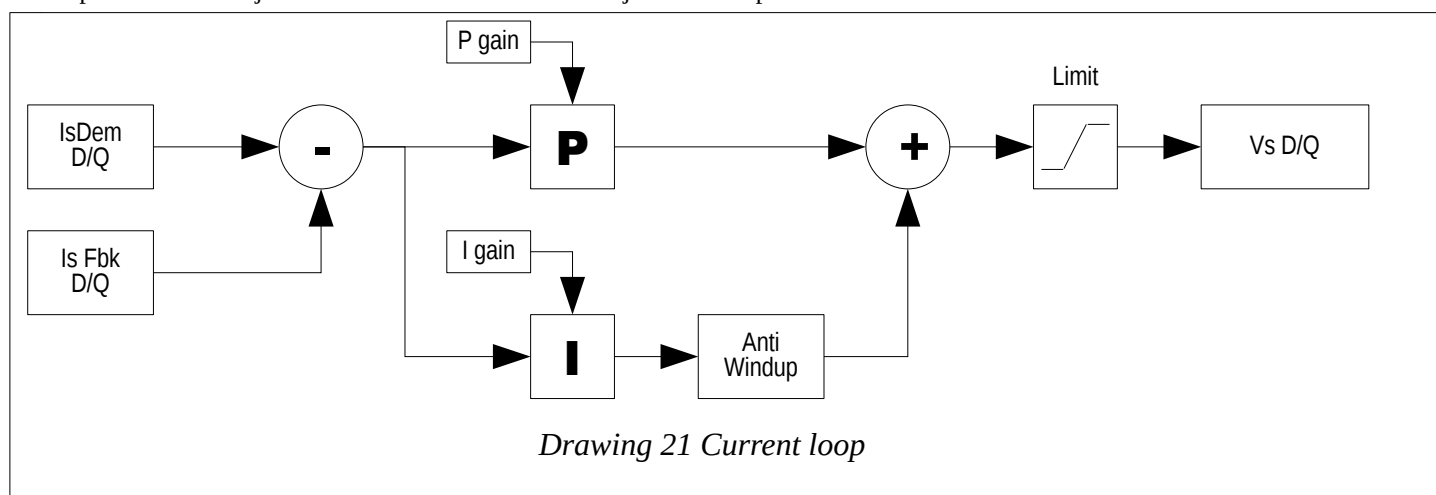 P gain
Limit
IsDem
D/Q
-
P
+
Vs D/Q
Is Fbk
D/Q
I gain
I
Anti
Windup
Drawing 21 Current loop